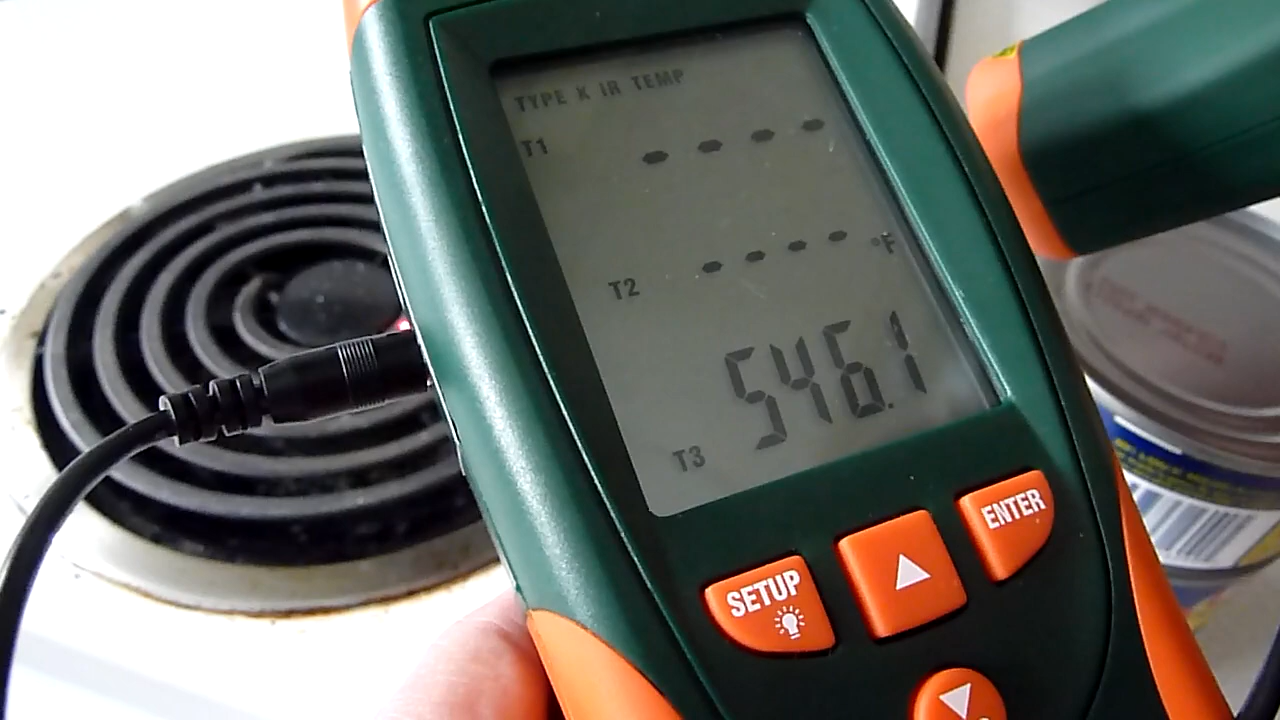 TYPE K IR TEMP
T1 - - - -
T2 - - - - °F
T3 546.1
SETUP
ENTER